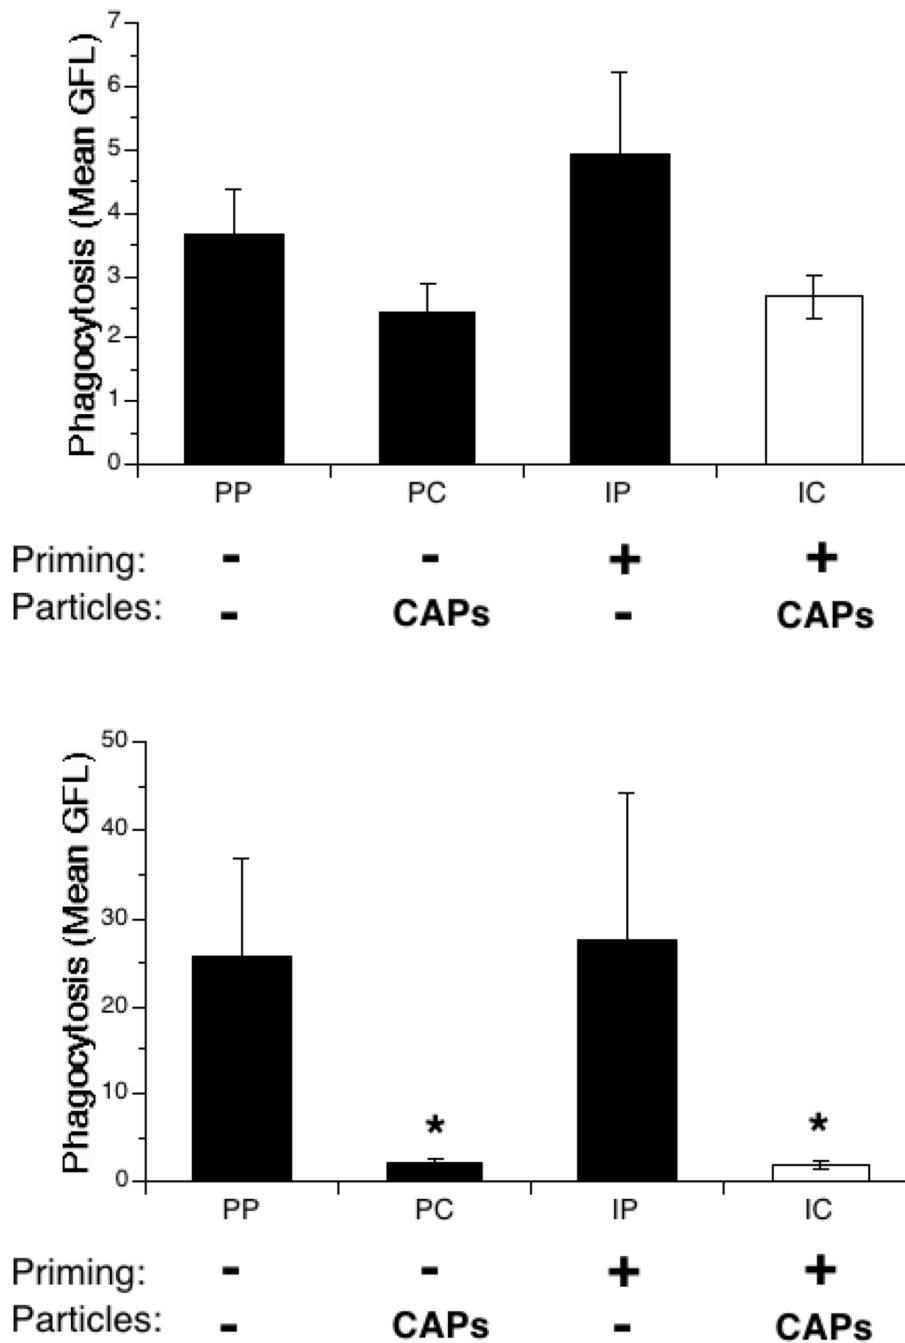 Phagocytosis (Mean GFL)
7
6
5
4
3
2
1
0
PP PC IP IC
Priming: - - + +
Particles: - CAPs - CAPs
Phagocytosis (Mean GFL)
50
40
30
20
10
0
* *
PP PC IP IC
Priming: - - + +
Particles: - CAPs - CAPs